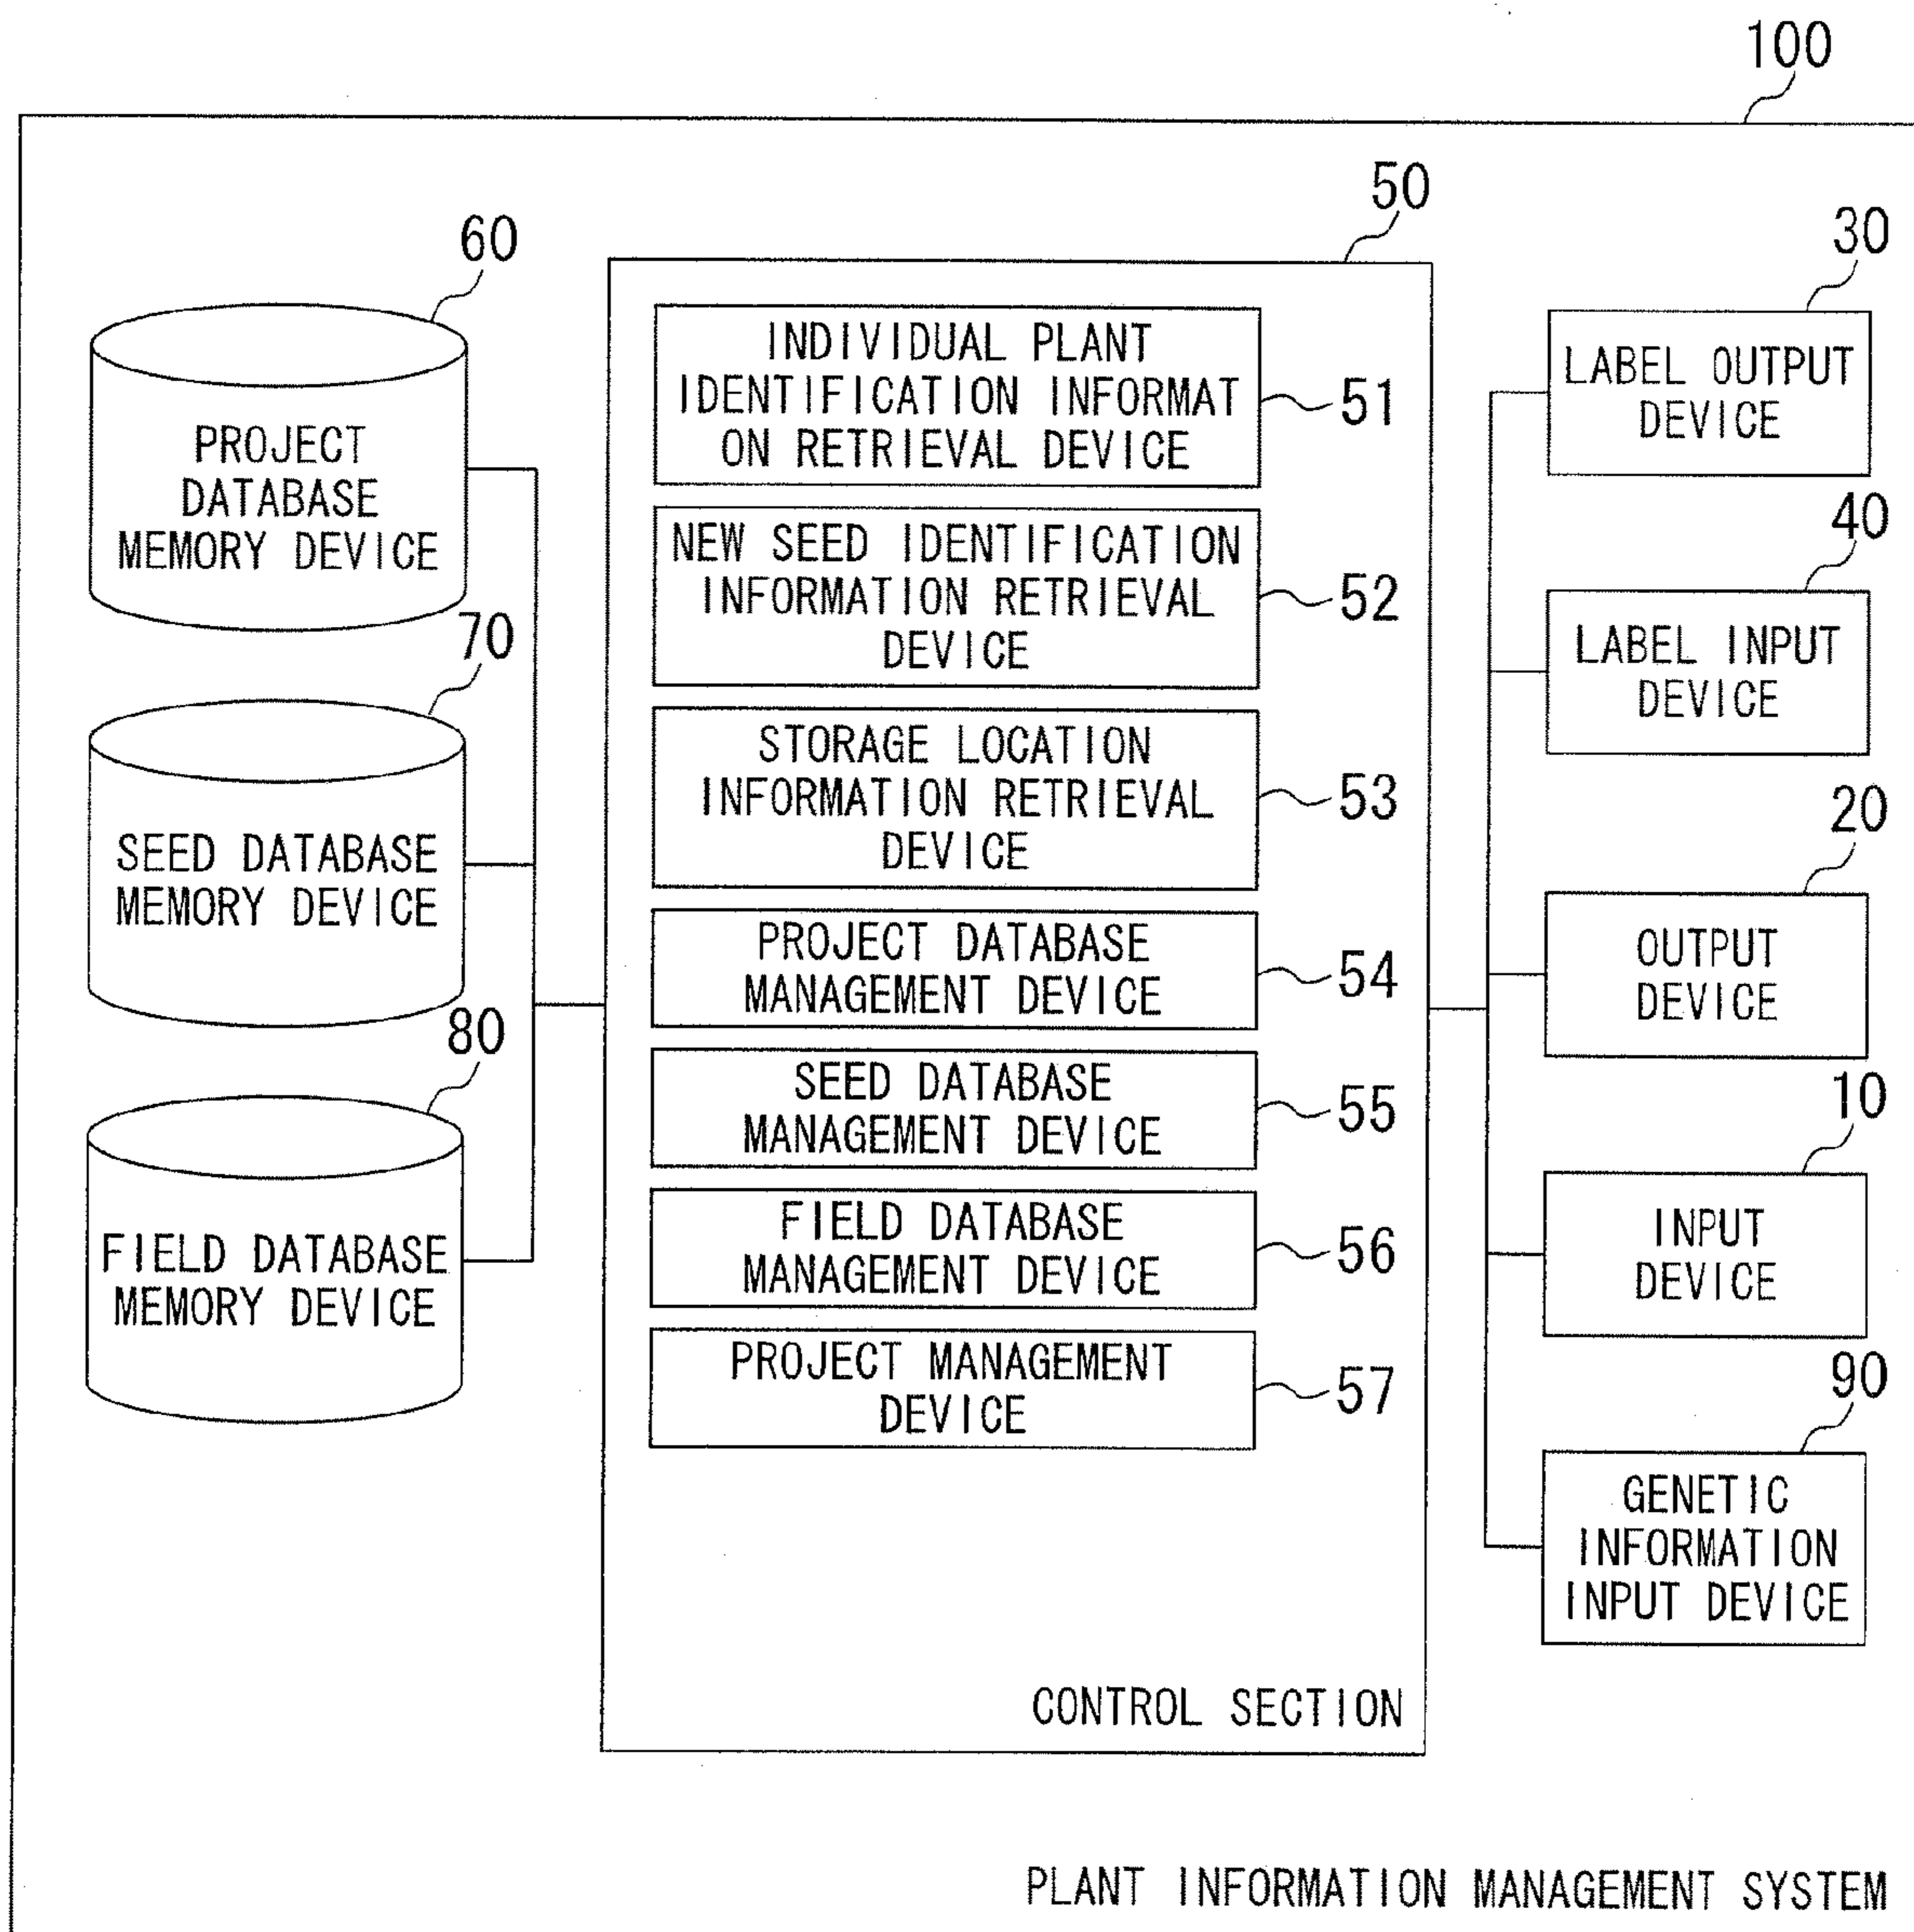 100
60
PROJECT
DATABASE
MEMORY DEVICE
70
SEED DATABASE
MEMORY DEVICE
80
FIELD DATABASE
MEMORY DEVICE
50
INDIVIDUAL PLANT
IDENTIFICATION INFORMAT
ON RETRIEVAL DEVICE
51
NEW SEED IDENTIFICATION
INFORMATION RETRIEVAL
DEVICE
52
STORAGE LOCATION
INFORMATION RETRIEVAL
DEVICE
53
PROJECT DATABASE
MANAGEMENT DEVICE
54
SEED DATABASE
MANAGEMENT DEVICE
55
FIELD DATABASE
MANAGEMENT DEVICE
56
PROJECT MANAGEMENT
DEVICE
57
CONTROL SECTION
30
LABEL OUTPUT
DEVICE
40
LABEL INPUT
DEVICE
20
OUTPUT
DEVICE
10
INPUT
DEVICE
90
GENETIC
INFORMATION
INPUT DEVICE
PLANT INFORMATION MANAGEMENT SYSTEM